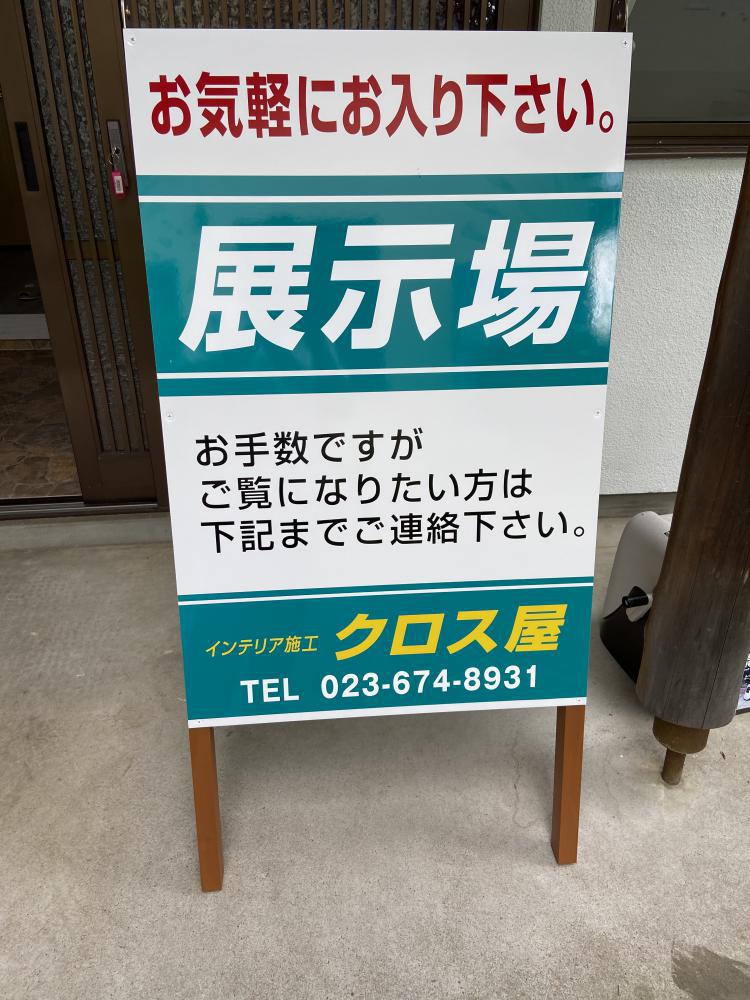 お気軽にお入り下さい。
展示場
お手数ですが
ご覧になりたい方は
下記までご連絡下さい。
インテリア施工 クロス屋
TEL 023-674-8931